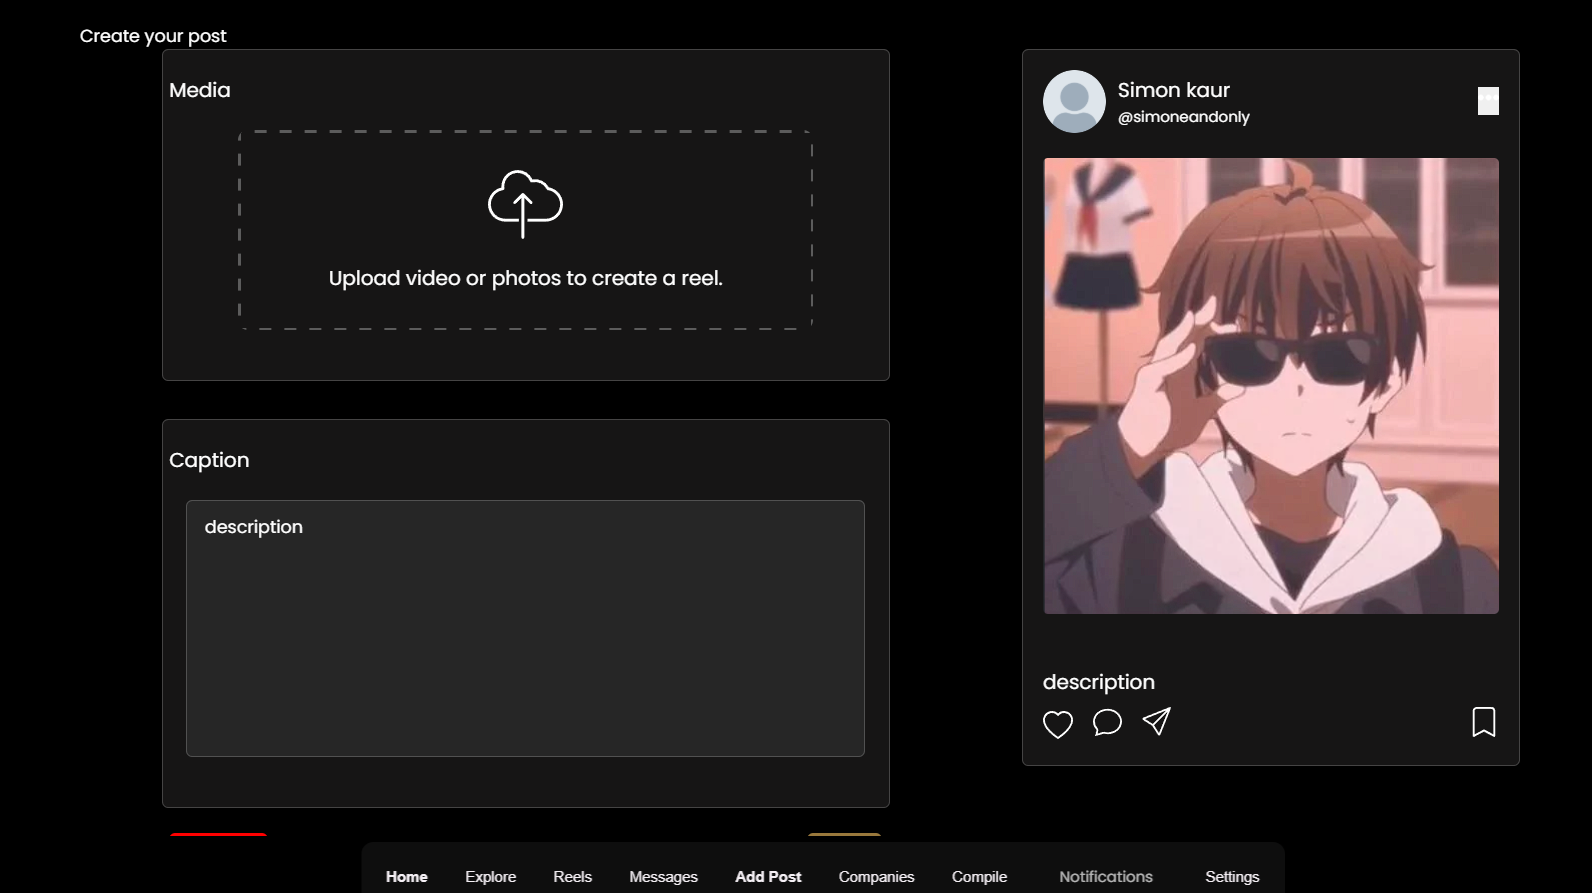 Create your post
Media
Upload video or photos to create a reel.
Caption
description
Simon kaur
@simoneandonly
description
Home Explore Reels Messages Add Post Companies Compile Notifications Settings